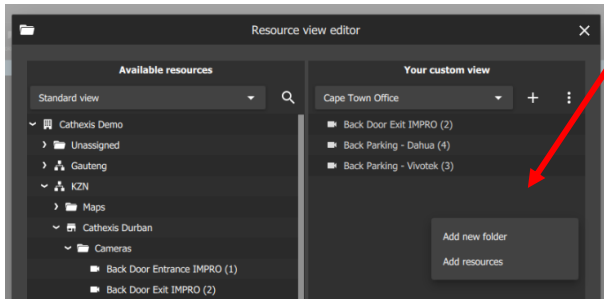 Resource view editor
Available resources
Your custom view
Standard view
Cape Town Office
Cathexis Demo
Unassigned
Gauteng
KZN
Maps
Cathexis Durban
Cameras
Back Door Entrance IMPRO (1)
Back Door Exit IMPRO (2)
Back Door Exit IMPRO (2)
Back Parking - Dahua (4)
Back Parking - Vivotek (3)
Add new folder
Add resources